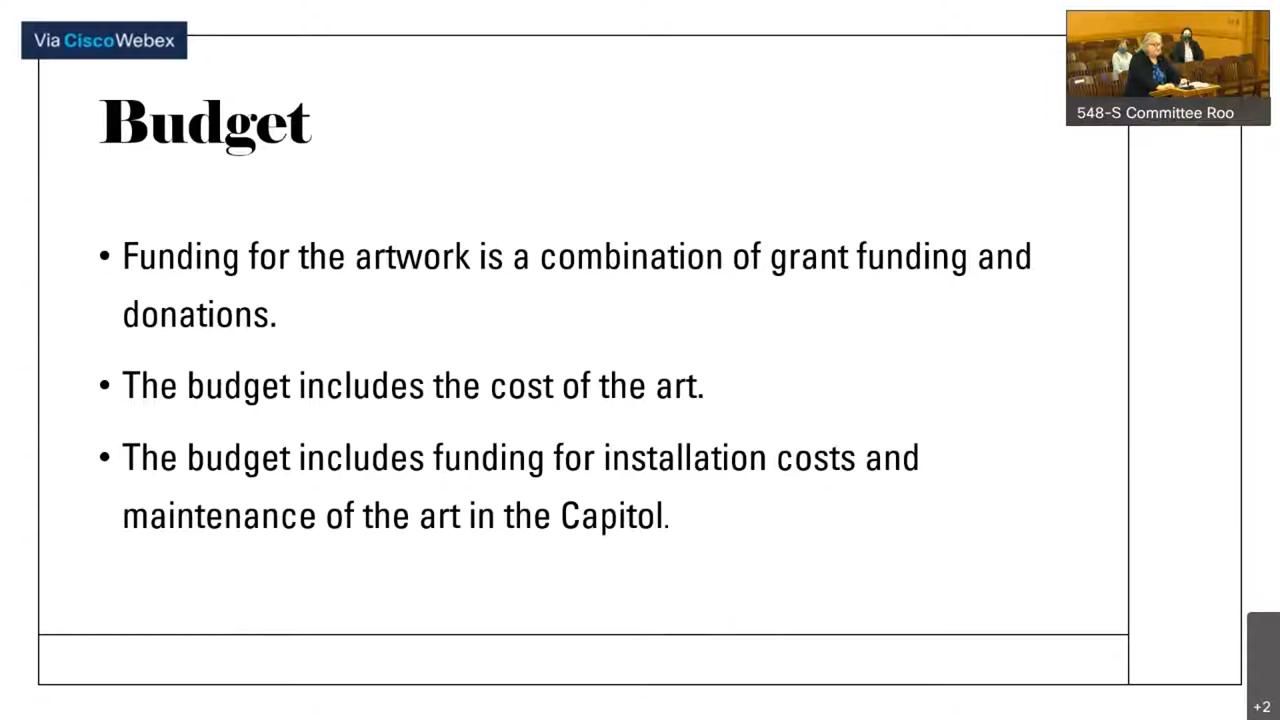 Via CiscoWebex
548-S Committee Roo
Budget
• Funding for the artwork is a combination of grant funding and
donations.
• The budget includes the cost of the art.
• The budget includes funding for installation costs and
maintenance of the art in the Capitol.
+2